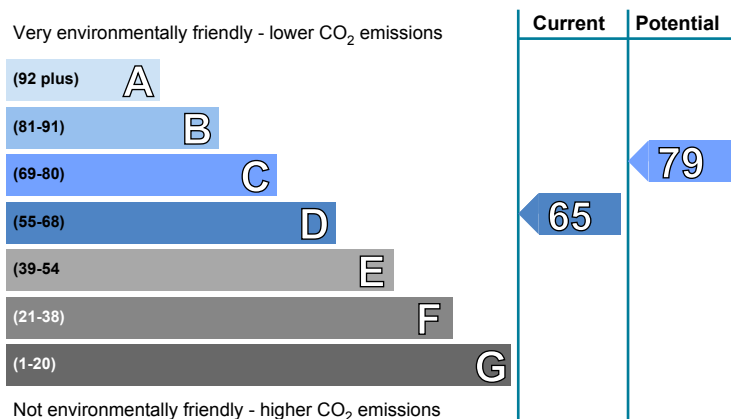 Very environmentally friendly - lower CO2 emissions
Current
Potential
(92 plus) A
(81-91) B
(69-80) C
79
(55-68) D
65
(39-54 E
(21-38) F
(1-20) G
Not environmentally friendly - higher CO2 emissions